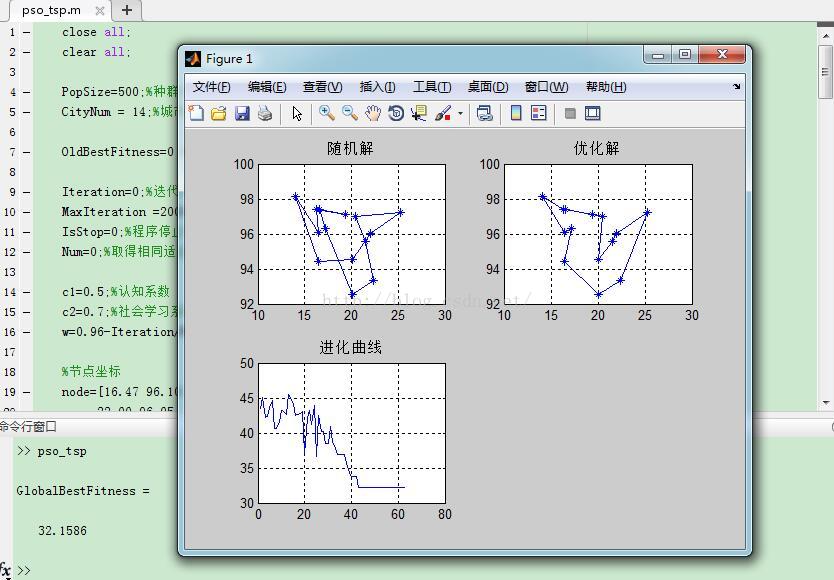 pso_tsp.m
1 close all;
2 clear all;
3
4 PopSize=500;%种群
5 CityNum = 14;%城市
6
7 OldBestFitness=0
8
9 Iteration=0;%迭代
10 MaxIteration =200
11 IsStop=0;%程序停止
12 Num=0;%取得相同适
13
14 c1=0.5;%认知系数
15 c2=0.7;%社会学习系
16 w=0.96-Iteration/
17
18 %节点坐标
19 node=[16.47 96.10
Figure 1
文件(F) 编辑(E) 查看(V) 插入(I) 工具(T) 桌面(D) 窗口(W) 帮助(H)
随机解
100
98
96
94
92
10 15 20 25 30
优化解
100
98
96
94
92
10 15 20 25 30
http://blog.csdn.net/
进化曲线
50
45
40
35
30
0 20 40 60 80
命令行窗口
>> pso_tsp
GlobalBestFitness =
32.1586
fx >>